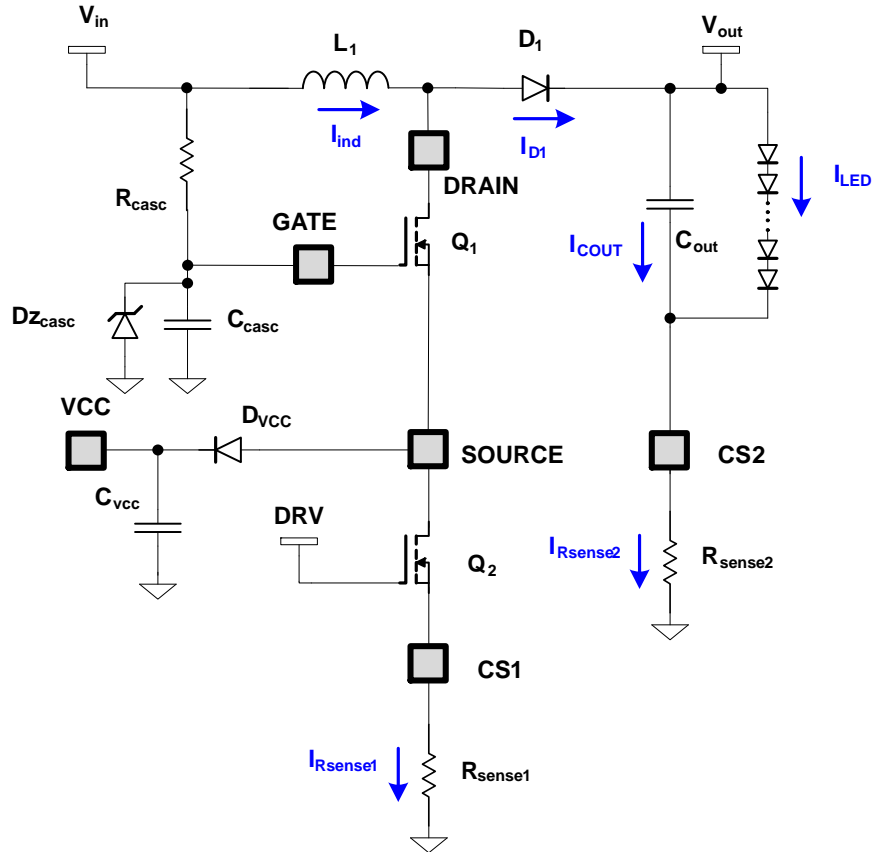 Vin
L1
D1
Vout
Iind
ID1
ILED
DRAIN
Rcasc
GATE
Q1
ICOUT
Cout
Dzcasc
Ccasc
VCC
DVCC
SOURCE
CS2
Cvcc
DRV
Q2
IRsense2
Rsense2
CS1
IRsense1
Rsense1